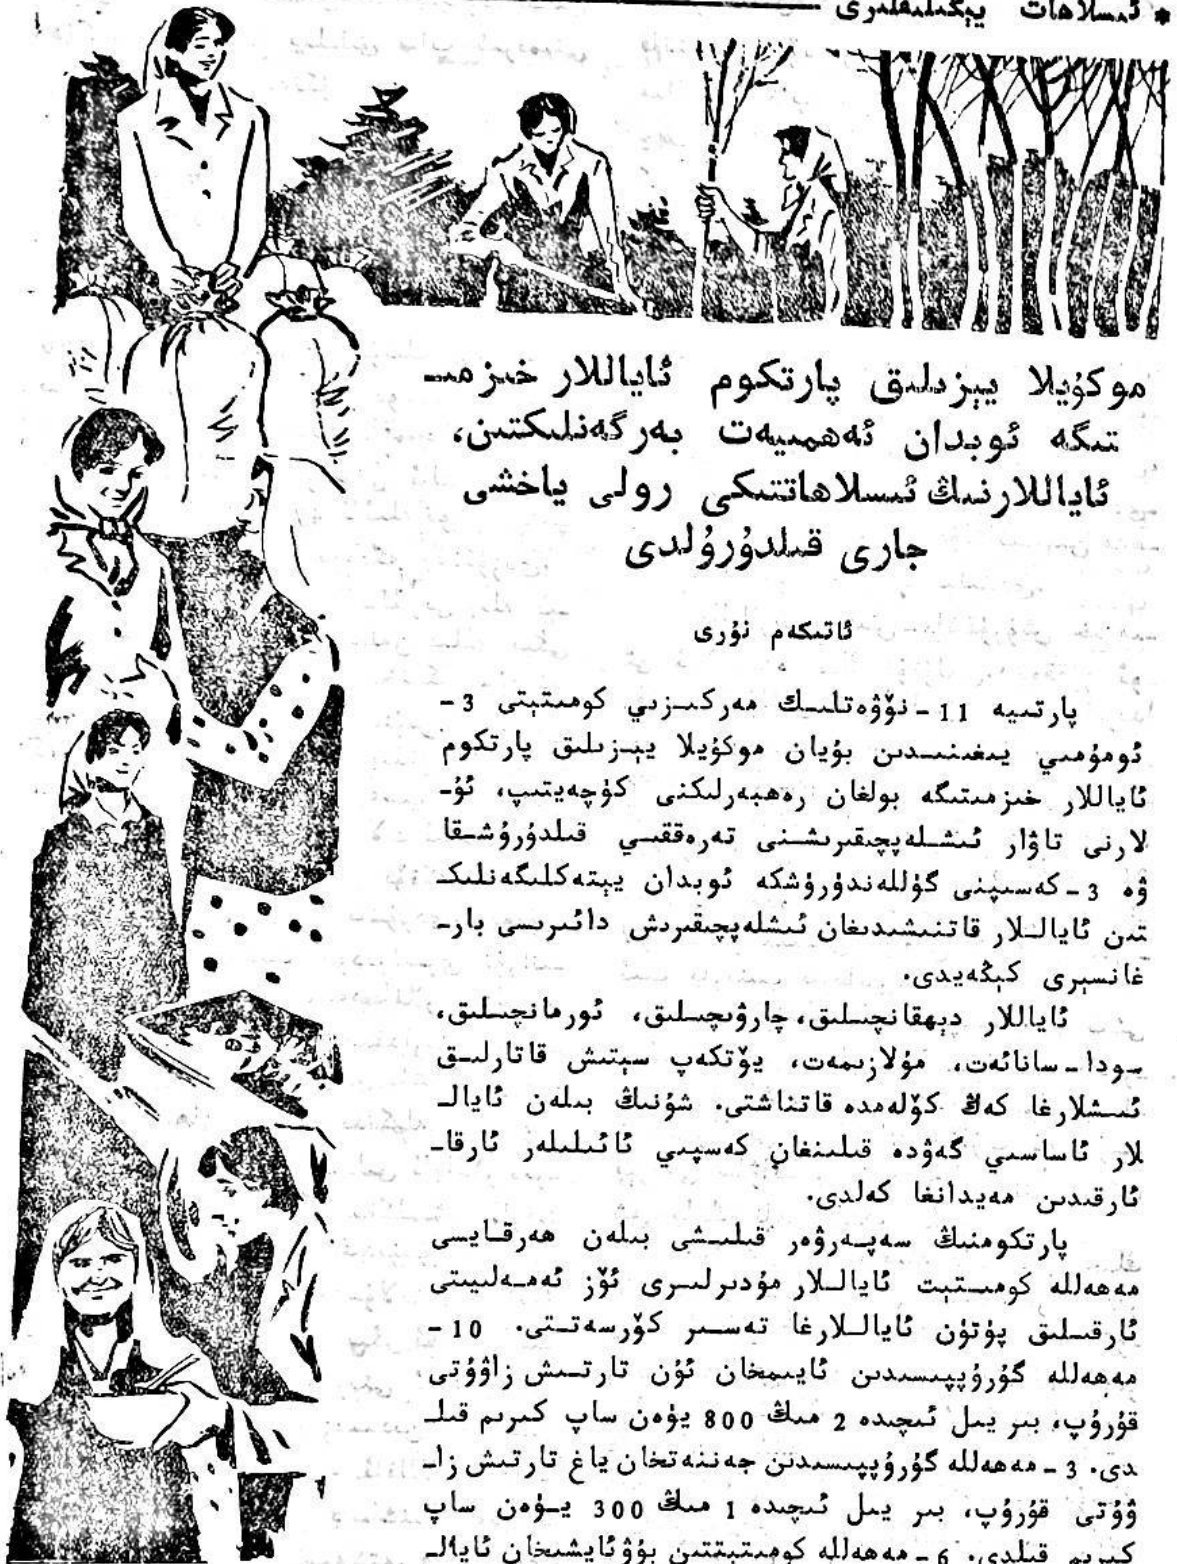 * ئىسلاھات يېڭىلىقلىرى
موكۇيلا يېزىلىق پارتكوم ئاياللار خىزمـ
تىگە ئوبدان ئەھمىيەت بەرگەنلىكتىن،
ئاياللارنىڭ ئىسلاھاتتىكى رولى ياخشى
جارى قىلدۇرۇلدى
ئاتىكەم نۇرى
پارتىيە 11-نۆۋەتلىك مەركىزىي كومىتېتى 3-
ئومۇمىي يىغىنىدىن بۇيان موكۇيلا يېزىلىق پارتكوم
ئاياللار خىزمىتىگە بولغان رەھبەرلىكنى كۈچەيتىپ، ئۇ-
لارنى تاۋار ئىشلەپچىقىرىشنى تەرەققىي قىلدۇرۇشقا
ۋە 3-كەسىپنى گۈللەندۈرۈشكە ئوبدان يېتەكلىگەنلىكـ
تىن ئاياللار قاتنىشىدىغان ئىشلەپچىقىرىش دائىرىسى بار-
غانسېرى كېڭەيدى.
ئاياللار دېھقانچىلىق، چارۋىچىلىق، ئورمانچىلىق،
سودا-سانائەت، مۇلازىمەت، يۆتكەپ سېتىش قاتارلىق
ئىشلارغا كەڭ كۆلەمدە قاتناشتى. شۇنىڭ بىلەن ئايالـ
لار ئاساسىي گەۋدە قىلىنغان كەسپىي ئائىلىلەر ئارقا-
ئارقىدىن مەيدانغا كەلدى.
پارتكومنىڭ سەپەرۋەر قىلىشى بىلەن ھەرقايسى
مەھەللە كومىتېت ئاياللار مۇدىرلىرى ئۆز ئەمەلىيىتى
ئارقىلىق پۈتۈن ئاياللارغا تەسىر كۆرسەتتى. 10-
مەھەللە گۇرۇپپىسىدىن ئايىمخان ئۇن تارتىش زاۋۇتى
قۇرۇپ، بىر يىل ئىچىدە 2 مىڭ 800 يۈەن ساپ كىرىم قىلـ
دى. 3-مەھەللە گۇرۇپپىسىدىن جەننەتخان ياغ تارتىش زا-
ۋۇتى قۇرۇپ، بىر يىل ئىچىدە 1 مىڭ 300 يۈەن ساپ
كىرىم قىلدى. 6-مەھەللە كومىتېتتىن بۇۋئايشىخان ئايالـ